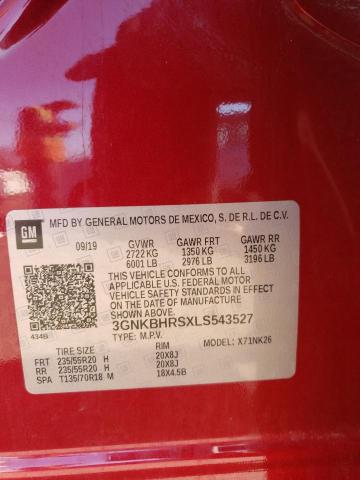 GM
MFD BY GENERAL MOTORS DE MEXICO, S. DE R.L. DE C.V.
09/19 GVWR GAWR FRT GAWR RR
2722 KG 1350 KG 1450 KG
6001 LB 2976 LB 3196 LB
THIS VEHICLE CONFORMS TO ALL
APPLICABLE U.S. FEDERAL MOTOR
VEHICLE SAFETY STANDARDS IN EFFECT
ON THE DATE OF MANUFACTURE
SHOWN ABOVE.
3GNKBHRSXLS543527
434B TYPE: M.P.V. MODEL: X71NK26
TIRE SIZE RIM
FRT 235/55R20 H 20X8J
RR 235/55R20 H 20X8J
SPA T135/70R18 M 18X4.5B